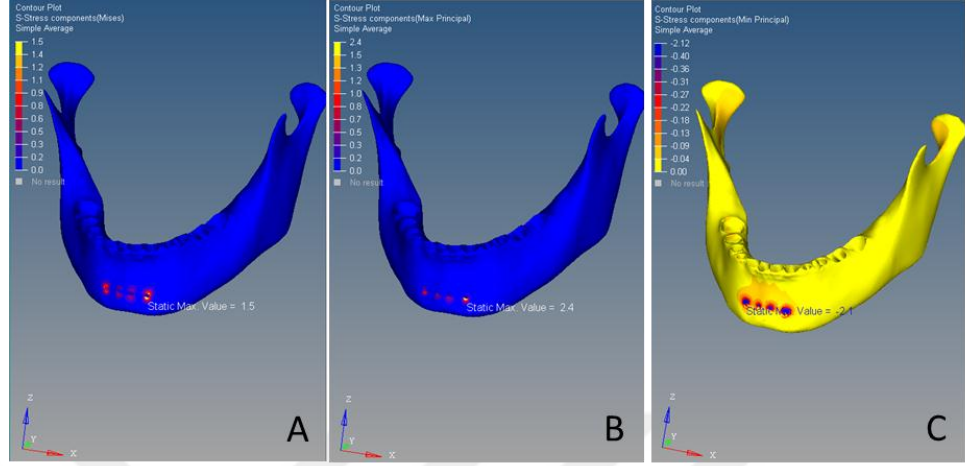 Contour Plot
S-Stress components(Mises)
Simple Average
1.5
1.4
1.2
1.1
0.9
0.8
0.6
0.5
0.3
0.2
0.0
No result
Static Max. Value = 1.5
Z
Y
X
A
Contour Plot
S-Stress components(Max Principal)
Simple Average
2.4
1.4
1.2
1.1
0.9
0.8
0.6
0.5
0.3
0.2
0.0
No result
Static Max. Value = 2.4
Z
Y
X
B
Contour Plot
S-Stress components(Min Principal)
Simple Average
-2.12
-0.40
-0.36
-0.31
-0.27
-0.22
-0.18
-0.13
-0.09
-0.04
0.00
No result
Static Min. Value = -2.1
Z
Y
X
C